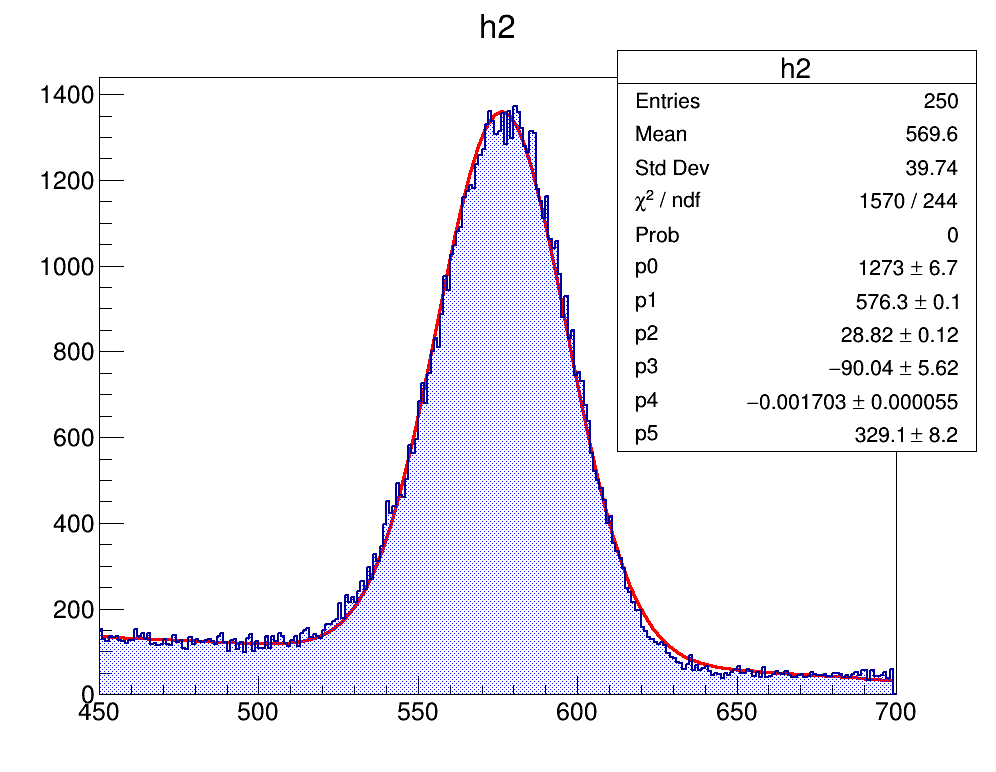 h2
h2
Entries 250
Mean 569.6
Std Dev 39.74
χ² / ndf 1570 / 244
Prob 0
p0 1273 ± 6.7
p1 576.3 ± 0.1
p2 28.82 ± 0.12
p3 −90.04 ± 5.62
p4 −0.001703 ± 0.000055
p5 329.1 ± 8.2
1400
1200
1000
800
600
400
200
0
450 500 550 600 650 700